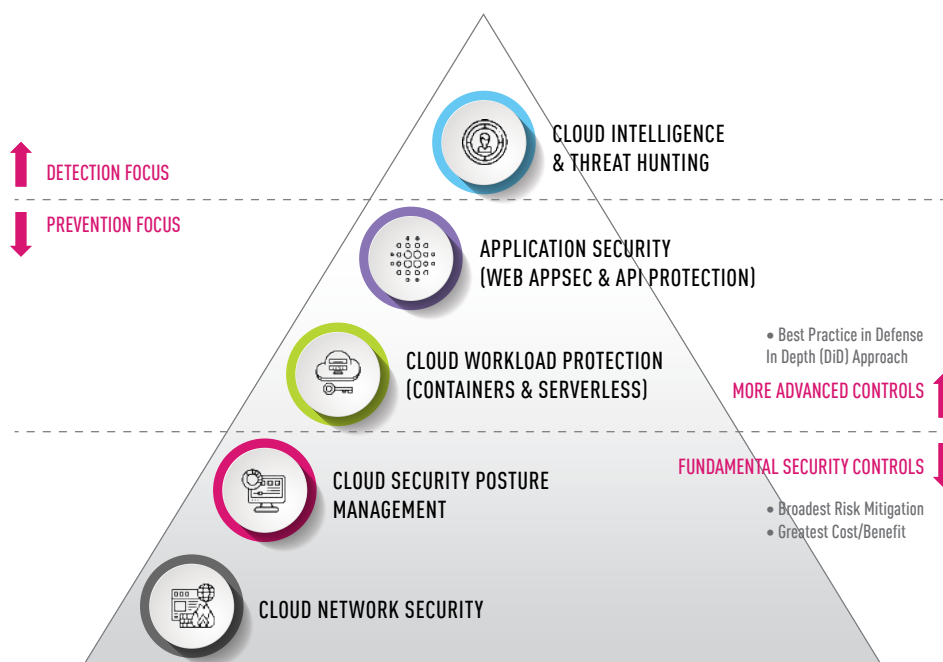 CLOUD INTELLIGENCE
& THREAT HUNTING
DETECTION FOCUS
PREVENTION FOCUS
APPLICATION SECURITY
(WEB APPSEC & API PROTECTION)
• Best Practice in Defense
In Depth (DiD) Approach
CLOUD WORKLOAD PROTECTION
(CONTAINERS & SERVERLESS)
MORE ADVANCED CONTROLS
FUNDAMENTAL SECURITY CONTROLS
CLOUD SECURITY POSTURE
MANAGEMENT
• Broadest Risk Mitigation
• Greatest Cost/Benefit
CLOUD NETWORK SECURITY